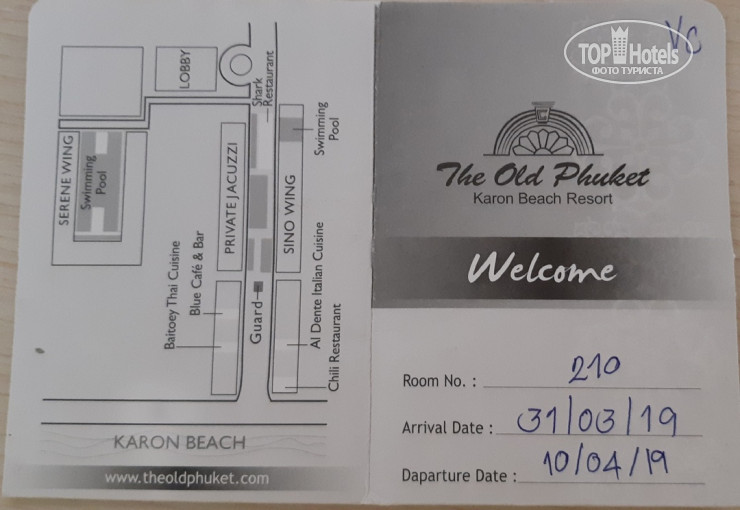 LOBBY
Shark
Restaurant
SERENE WING
Swimming
Pool
PRIVATE JACUZZI
SINO WING
Swimming
Pool
Baitoey Thai Cuisine
Blue Café & Bar
Guard
Al Dente Italian Cuisine
Chili Restaurant
KARON BEACH
www.theoldphuket.com
VC
TOP Hotels
ФОТО ТУРИСТА
The Old Phuket
Karon Beach Resort
Welcome
Room No. : 210
Arrival Date : 31/03/19
Daparture Date : 10/04/19